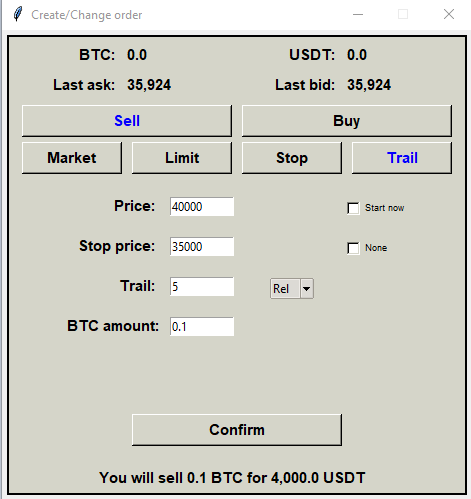 Create/Change order
BTC: 0.0 USDT: 0.0
Last ask: 35,924 Last bid: 35,924
Sell Buy
Market Limit Stop Trail
Price: 40000 Start now
Stop price: 35000 None
Trail: 5 Rel
BTC amount: 0.1
Confirm
You will sell 0.1 BTC for 4,000.0 USDT